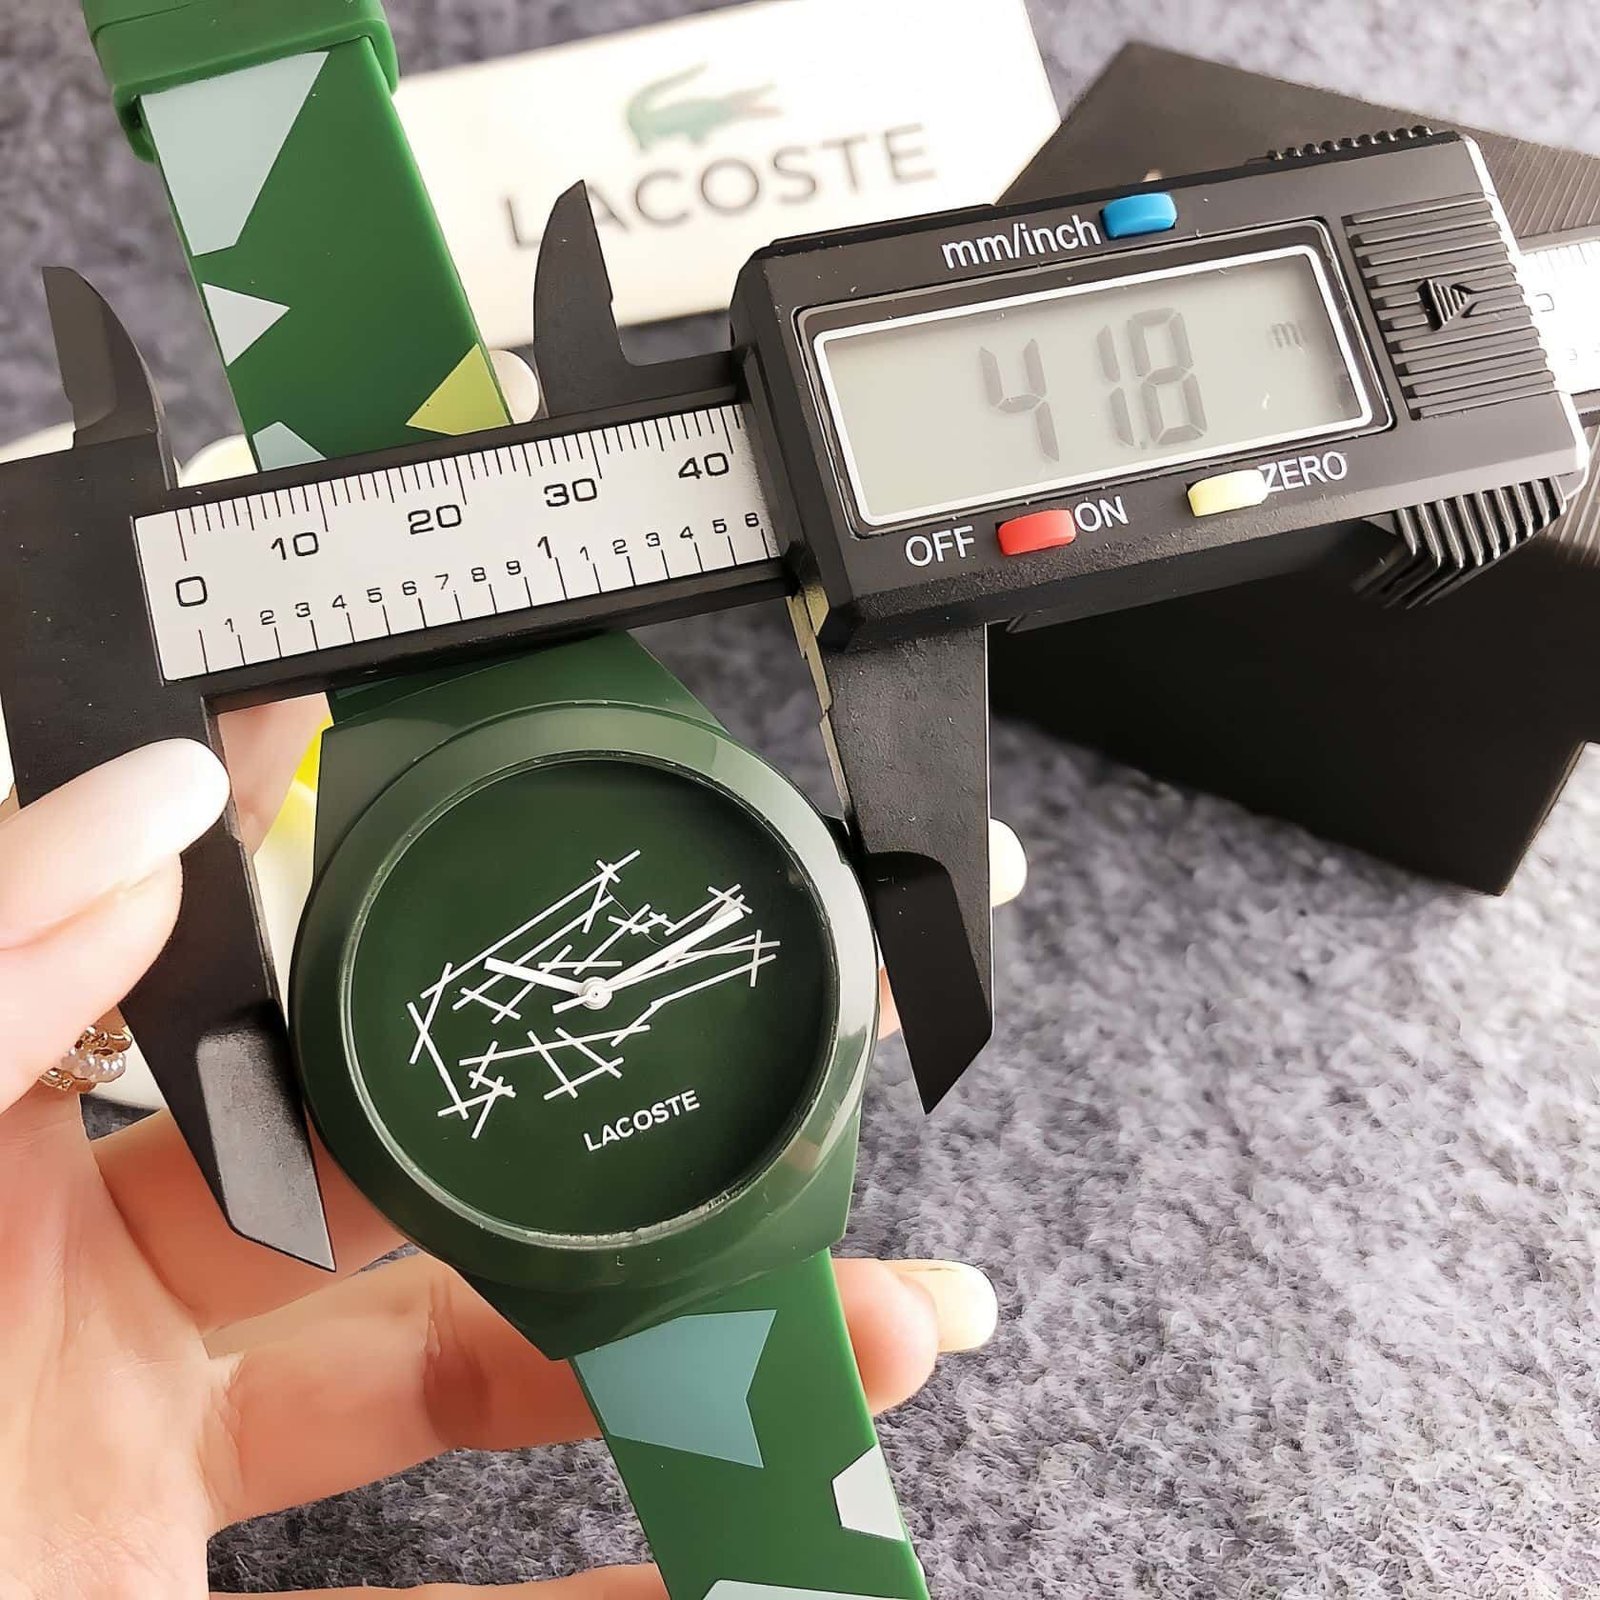 LACOSTE
mm/inch
41.8
OFF
ON
ZERO
10 20 30 40
0 1 2 3 4 5 6 7 8 9 1 1 2 3 4 5 6
LACOSTE